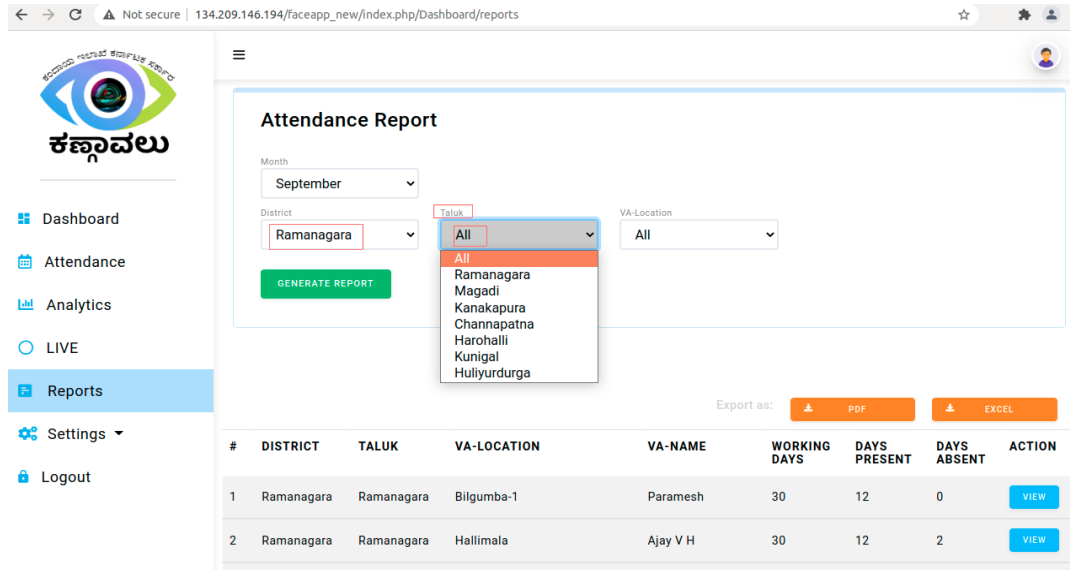 Not secure | 134.209.146.194/faceapp_new/index.php/Dashboard/reports
ಕಂದಾಯ ಇಲಾಖೆ ಕರ್ನಾಟಕ ಸರ್ಕಾರ
ಕಣ್ಗಾವಲು
Dashboard
Attendance
Analytics
LIVE
Reports
Settings
Logout
Attendance Report
Month
September
District Taluk VA-Location
Ramanagara All All
All
Ramanagara
Magadi
Kanakapura
Channapatna
Harohalli
Kunigal
Huliyurdurga
GENERATE REPORT
Export as: PDF EXCEL
# DISTRICT TALUK VA-LOCATION VA-NAME WORKING DAYS DAYS PRESENT DAYS ABSENT ACTION
1 Ramanagara Ramanagara Bilgumba-1 Paramesh 30 12 0 VIEW
2 Ramanagara Ramanagara Hallimala Ajay V H 30 12 2 VIEW